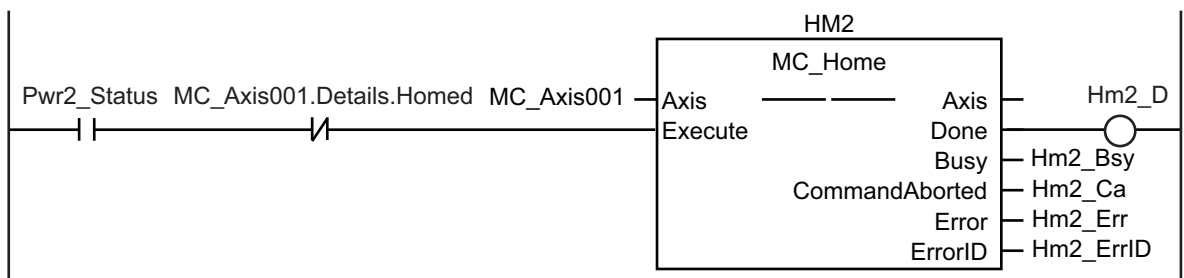 HM2
MC_Home
Pwr2_Status MC_Axis001.Details.Homed MC_Axis001 Axis Axis Hm2_D
Execute Done
Busy Hm2_Bsy
CommandAborted Hm2_Ca
Error Hm2_Err
ErrorID Hm2_ErrID